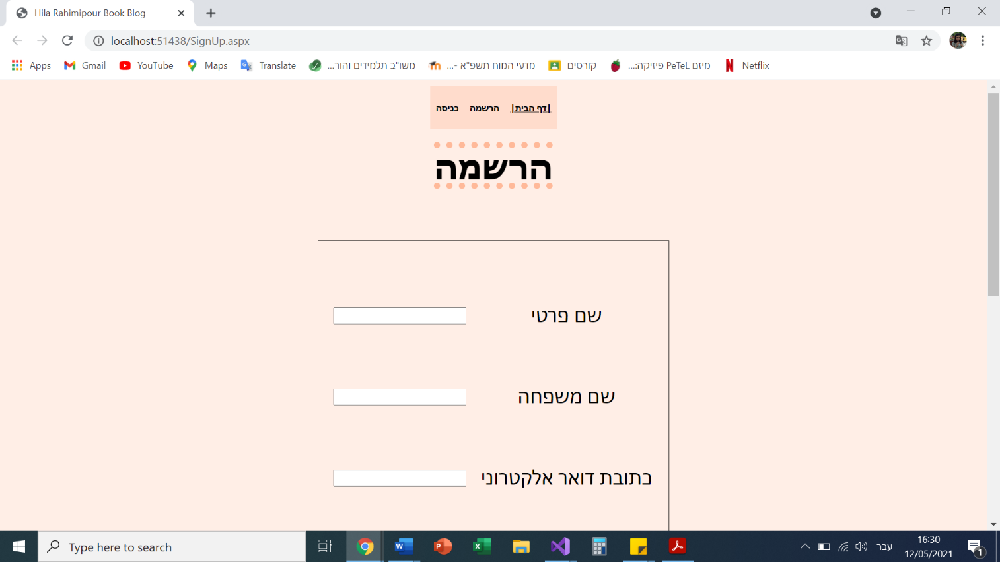 Hila Rahimipour Book Blog
localhost:51438/SignUp.aspx
Apps Gmail YouTube Maps Translate משו"ב תלמידים והור... מדעי המוח תשפ"א -... קורסים מיזם PeTeL פיזיקה:... Netflix
|דף הבית| הרשמה כניסה
הרשמה
שם פרטי
שם משפחה
כתובת דואר אלקטרוני
Type here to search
עבר
16:30
12/05/2021
1